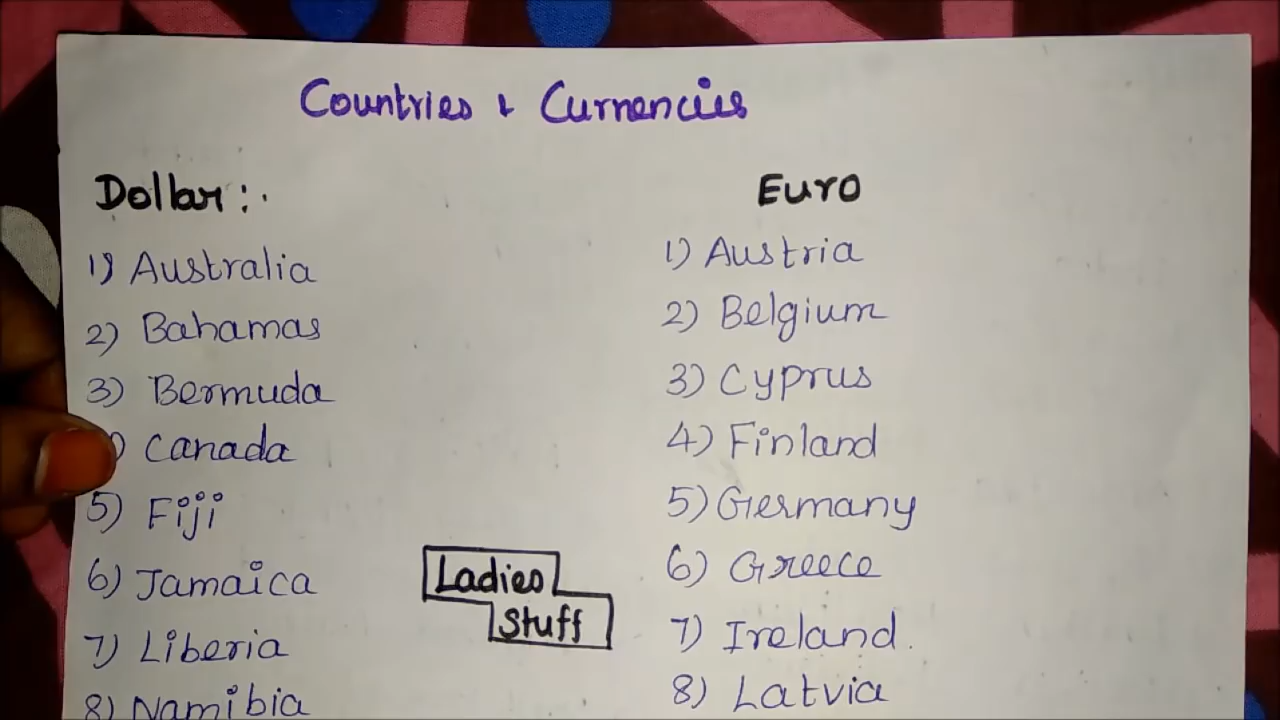 Countries & Currencies
Dollar:.
1) Australia
2) Bahamas
3) Bermuda
) Canada
5) Fiji
6) Jamaica
7) Liberia
8) Namibia
Ladies
Stuff
Euro
1) Austria
2) Belgium
3) Cyprus
4) Finland
5) Germany
6) Greece
7) Ireland.
8) Latvia